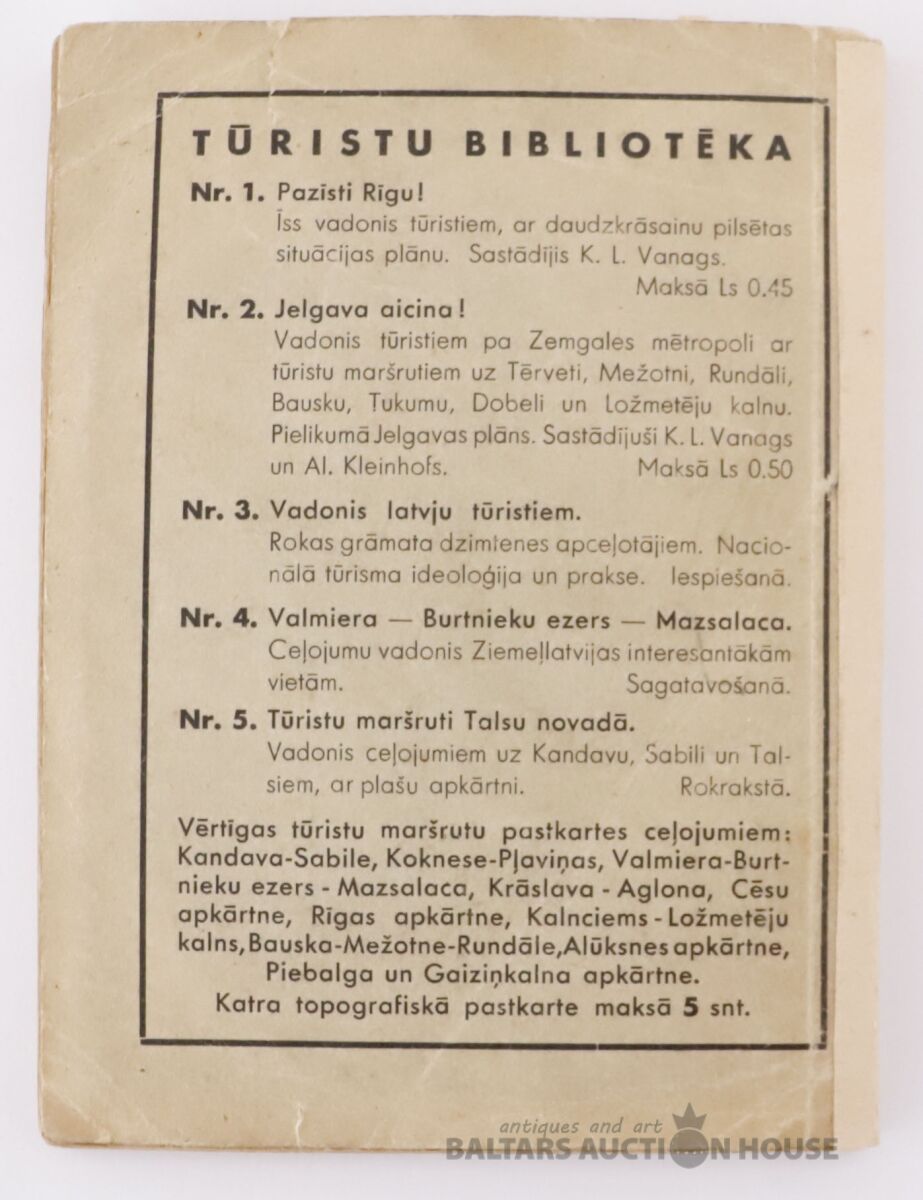 TŪRISTU BIBLIOTĒKA
Nr. 1. Pazīsti Rīgu!
Īss vadonis tūristiem, ar daudzkrāsainu pilsētas
situācijas plānu. Sastādījis K. L. Vanags.
Maksā Ls 0.45
Nr. 2. Jelgava aicina!
Vadonis tūristiem pa Zemgales mētropoli ar
tūristu maršrutiem uz Tērveti, Mežotni, Rundāli,
Bausku, Tukumu, Dobeli un Ložmetēju kalnu.
Pielikumā Jelgavas plāns. Sastādījuši K. L. Vanags
un Al. Kleinhofs. Maksā Ls 0.50
Nr. 3. Vadonis latvju tūristiem.
Rokas grāmata dzimtenes apceļotājiem. Nacio-
nālā tūrisma ideoloģija un prakse. Iespiešanā.
Nr. 4. Valmiera — Burtnieku ezers — Mazsalaca.
Ceļojumu vadonis Ziemeļlatvijas interesantākām
vietām. Sagatavošanā.
Nr. 5. Tūristu maršruti Talsu novadā.
Vadonis ceļojumiem uz Kandavu, Sabili un Tal-
siem, ar plašu apkārtni. Rokrakstā.
Vērtīgas tūristu maršrutu pastkartes ceļojumiem:
Kandava-Sabile, Koknese-Pļaviņas, Valmiera-Burt-
nieku ezers - Mazsalaca, Krāslava - Aglona, Cēsu
apkārtne, Rīgas apkārtne, Kalnciems - Ložmetēju
kalns, Bauska-Mežotne-Rundāle, Alūksnes apkārtne,
Piebalga un Gaiziņkalna apkārtne.
Katra topografiskā pastkarte maksā 5 snt.
antiques and art
BALTARS AUCTION HOUSE